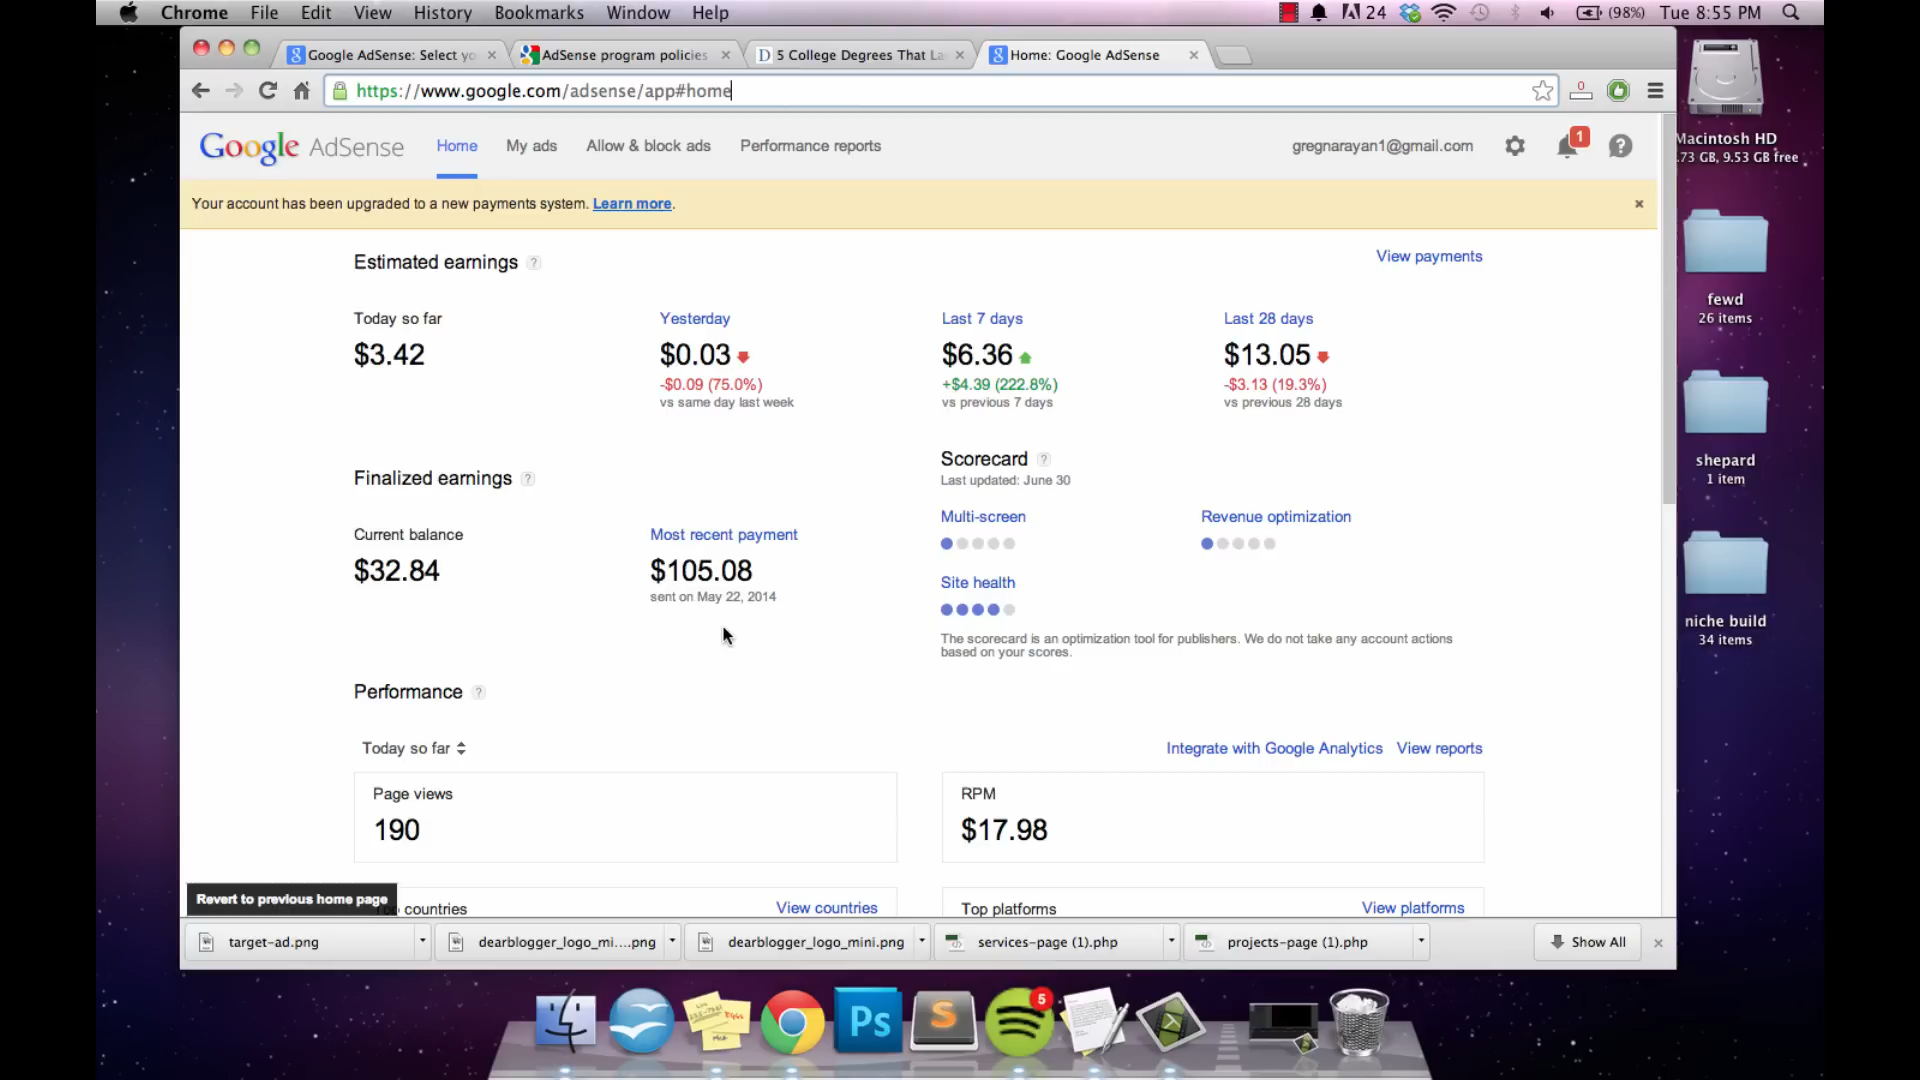 Chrome File Edit View History Bookmarks Window Help 24 (98%) Tue 8:55 PM
Google AdSense: Select yo AdSense program policies 5 College Degrees That La Home: Google AdSense
https://www.google.com/adsense/app#home
Google AdSense Home My ads Allow & block ads Performance reports gregnarayan1@gmail.com 1
Your account has been upgraded to a new payments system. Learn more.
Estimated earnings ? View payments
Today so far Yesterday Last 7 days Last 28 days
$3.42 $0.03 $6.36 $13.05
-$0.09 (75.0%) +$4.39 (222.8%) -$3.13 (19.3%)
vs same day last week vs previous 7 days vs previous 28 days
Finalized earnings ? Scorecard ?
Last updated: June 30
Current balance Most recent payment Multi-screen Revenue optimization
$32.84 $105.08
sent on May 22, 2014 Site health
The scorecard is an optimization tool for publishers. We do not take any account actions
based on your scores.
Performance ?
Today so far Integrate with Google Analytics View reports
Page views RPM
190 $17.98
Revert to previous home page
countries View countries Top platforms View platforms
target-ad.png dearblogger_logo_mi....png dearblogger_logo_mini.png services-page (1).php projects-page (1).php Show All
Macintosh HD
.73 GB, 9.53 GB free
fewd
26 items
shepard
1 item
niche build
34 items
Ps S 5